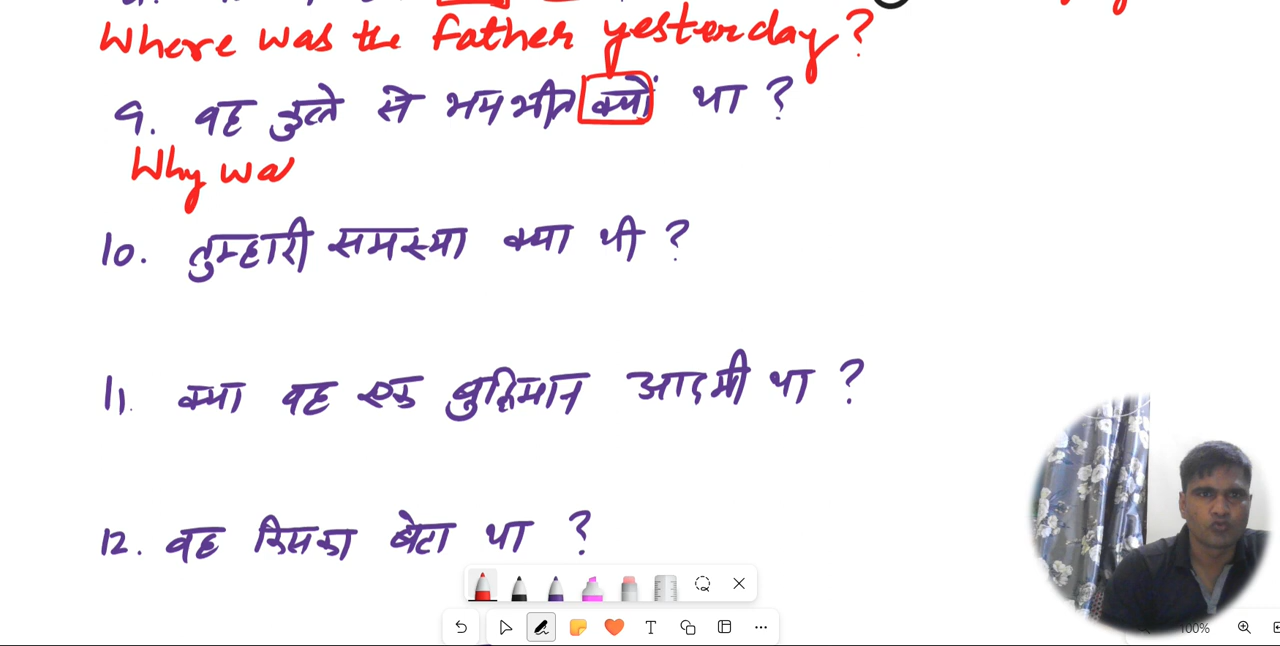 Where was the Father yesterday?
9. वह कुत्ते से भयभीत क्यों था ?
Why wa
10. तुम्हारी समस्या क्या थी ?
11. क्या वह एक बुद्धिमान आदमी था ?
12. वह किसका बेटा था ?
100%